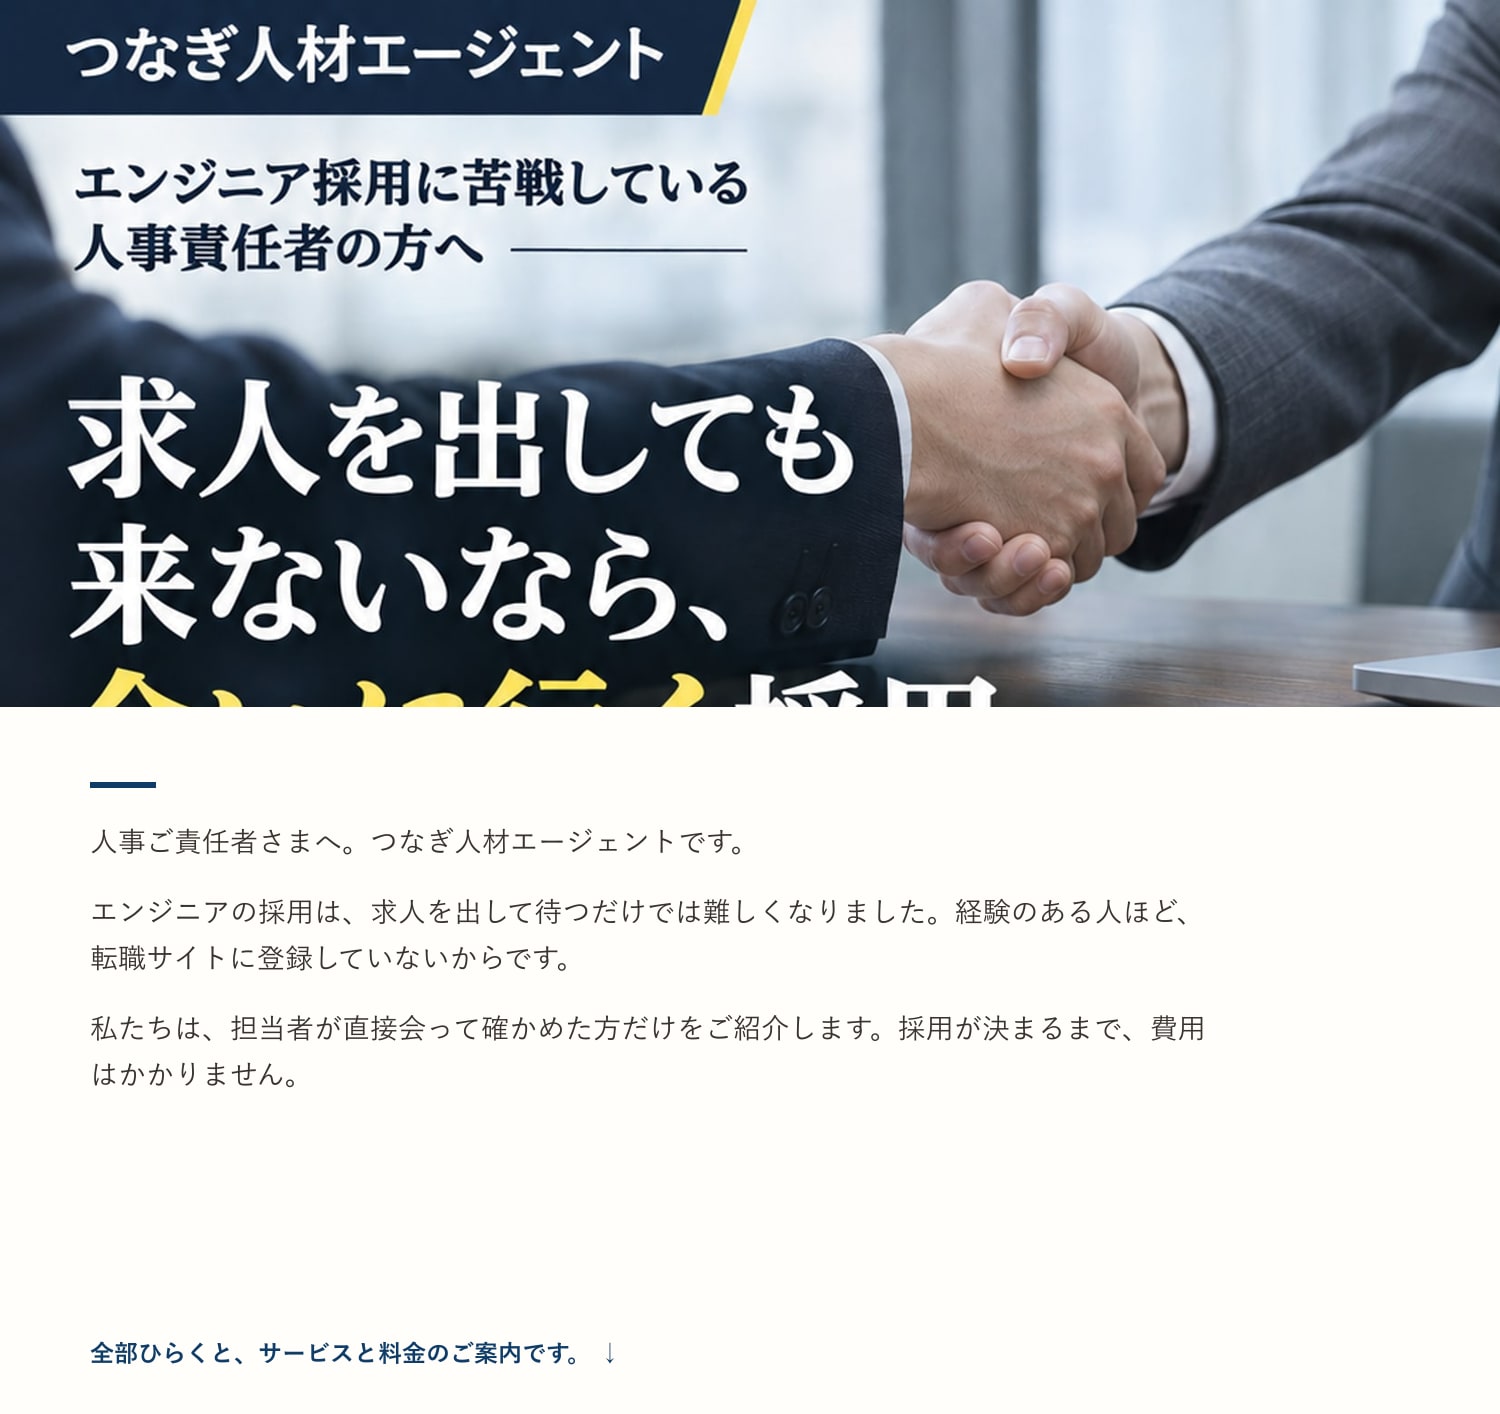 つなぎ人材エージェント
エンジニア採用に苦戦している
人事責任者の方へ
求人を出しても
来ないなら、
人事ご責任者さまへ。つなぎ人材エージェントです。
エンジニアの採用は、求人を出して待つだけでは難しくなりました。経験のある人ほど、
転職サイトに登録していないからです。
私たちは、担当者が直接会って確かめた方だけをご紹介します。採用が決まるまで、費用
はかかりません。
全部ひらくと、サービスと料金のご案内です。 ↓